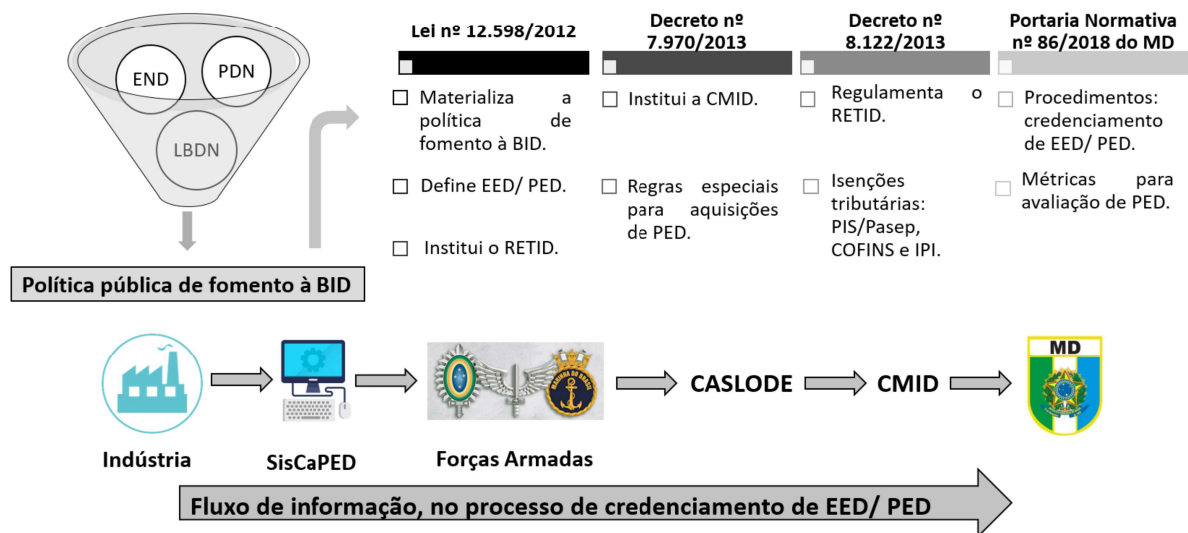 END
PDN
LBDN
Política pública de fomento à BID
Lei nº 12.598/2012
Materializa a
política de
fomento à BID.
Define EED/ PED.
Institui o RETID.
Decreto nº
7.970/2013
Institui a CMID.
Regras especiais
para aquisições
de PED.
Decreto nº
8.122/2013
Regulamenta o
RETID.
Isenções
tributárias:
PIS/Pasep,
COFINS e IPI.
Portaria Normativa
nº 86/2018 do MD
Procedimentos:
credenciamento
de EED/ PED.
Métricas para
avaliação de PED.
Indústria
SisCaPED
MARINHA DO BRASIL
Forças Armadas
CASLODE
CMID
MD
Fluxo de informação, no processo de credenciamento de EED/ PED